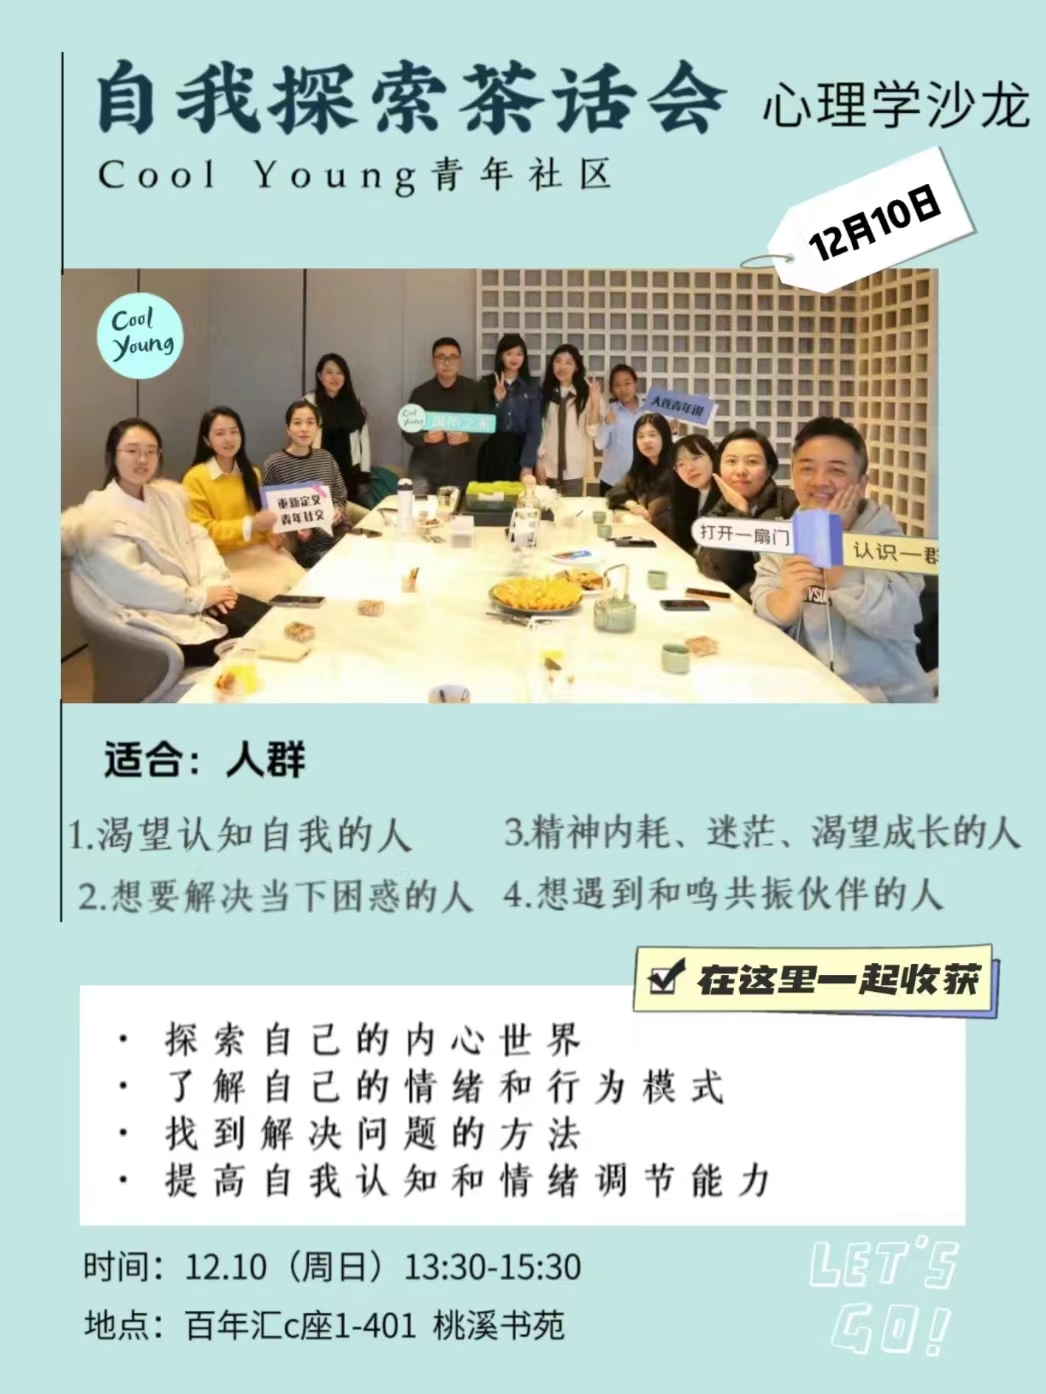 自我探索茶话会 心理学沙龙
Cool Young青年社区
12月10日
Cool
Young
Cool
Young
大连青年说
重新定义
青年社交
打开一扇门
认识一群
适合：人群
1.渴望认知自我的人
2.想要解决当下困惑的人
3.精神内耗、迷茫、渴望成长的人
4.想遇到和鸣共振伙伴的人
在这里一起收获
· 探索自己的内心世界
· 了解自己的情绪和行为模式
· 找到解决问题的方法
· 提高自我认知和情绪调节能力
时间：12.10（周日）13:30-15:30
地点：百年汇c座1-401 桃溪书苑
LET'S
GO!